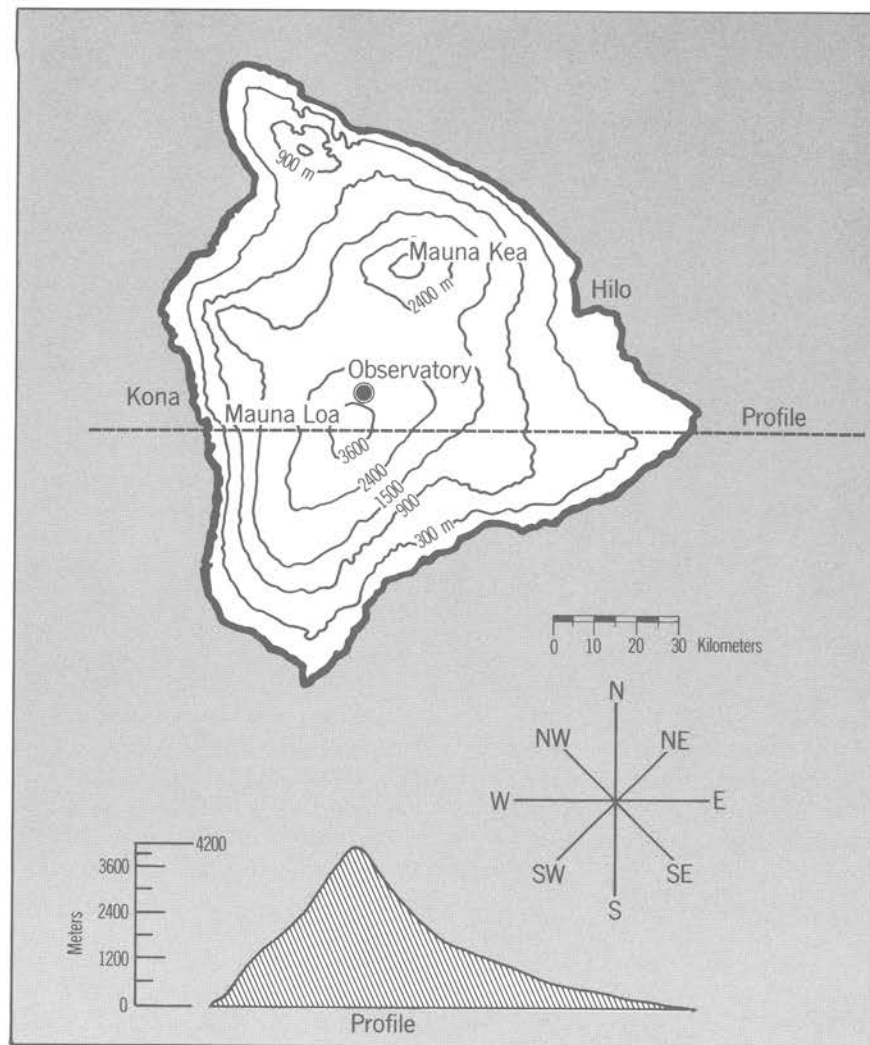 900 m
Mauna Kea
2400 m
Hilo
Observatory
Kona
Mauna Loa
Profile
3600
2400
1500
900
300 m
0 10 20 30 Kilometers
N
NW NE
W E
SW SE
S
4200
3600
2400
1200
0
Meters
Profile